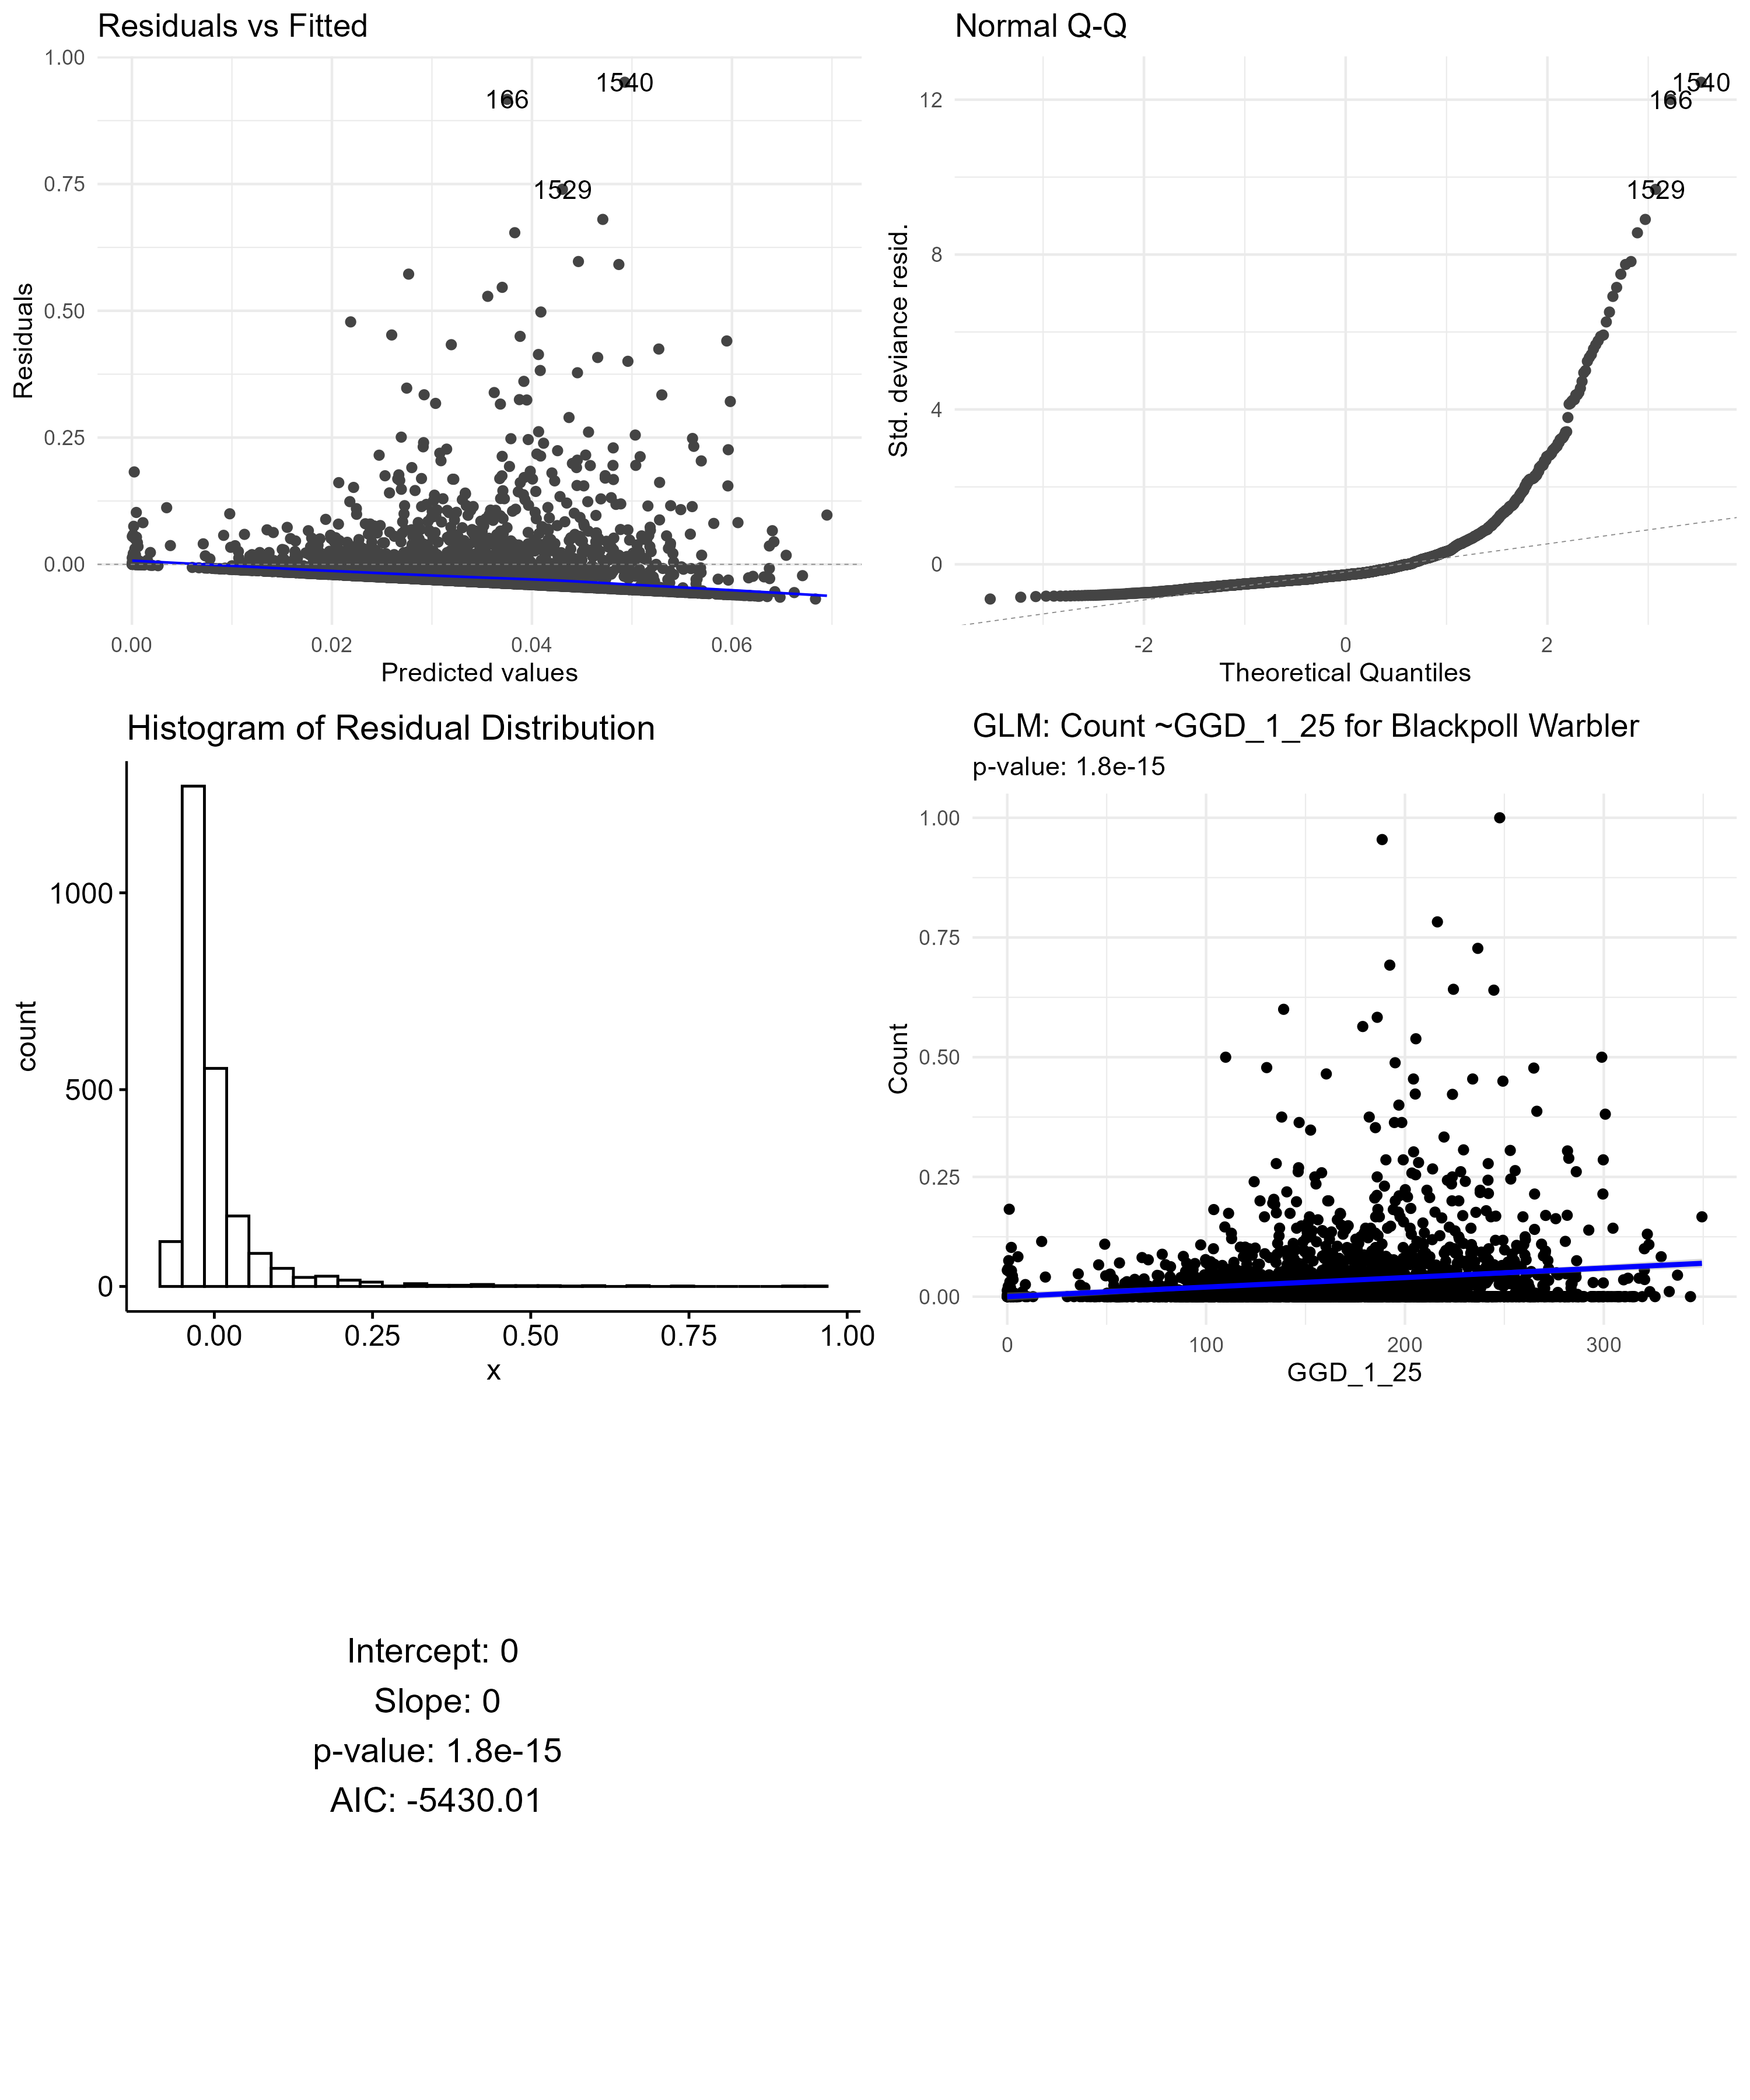 Residuals vs Fitted
1.00
0.75
0.50
0.25
0.00
Residuals
1540
166
1529
0.00 0.02 0.04 0.06
Predicted values
Normal Q-Q
12
8
4
0
Std. deviance resid.
1540
166
1529
-2 0 2
Theoretical Quantiles
Histogram of Residual Distribution
1000
500
0
count
0.00 0.25 0.50 0.75 1.00
x
GLM: Count ~GGD_1_25 for Blackpoll Warbler
p-value: 1.8e-15
1.00
0.75
0.50
0.25
0.00
Count
0 100 200 300
GGD_1_25
Intercept: 0
Slope: 0
p-value: 1.8e-15
AIC: -5430.01